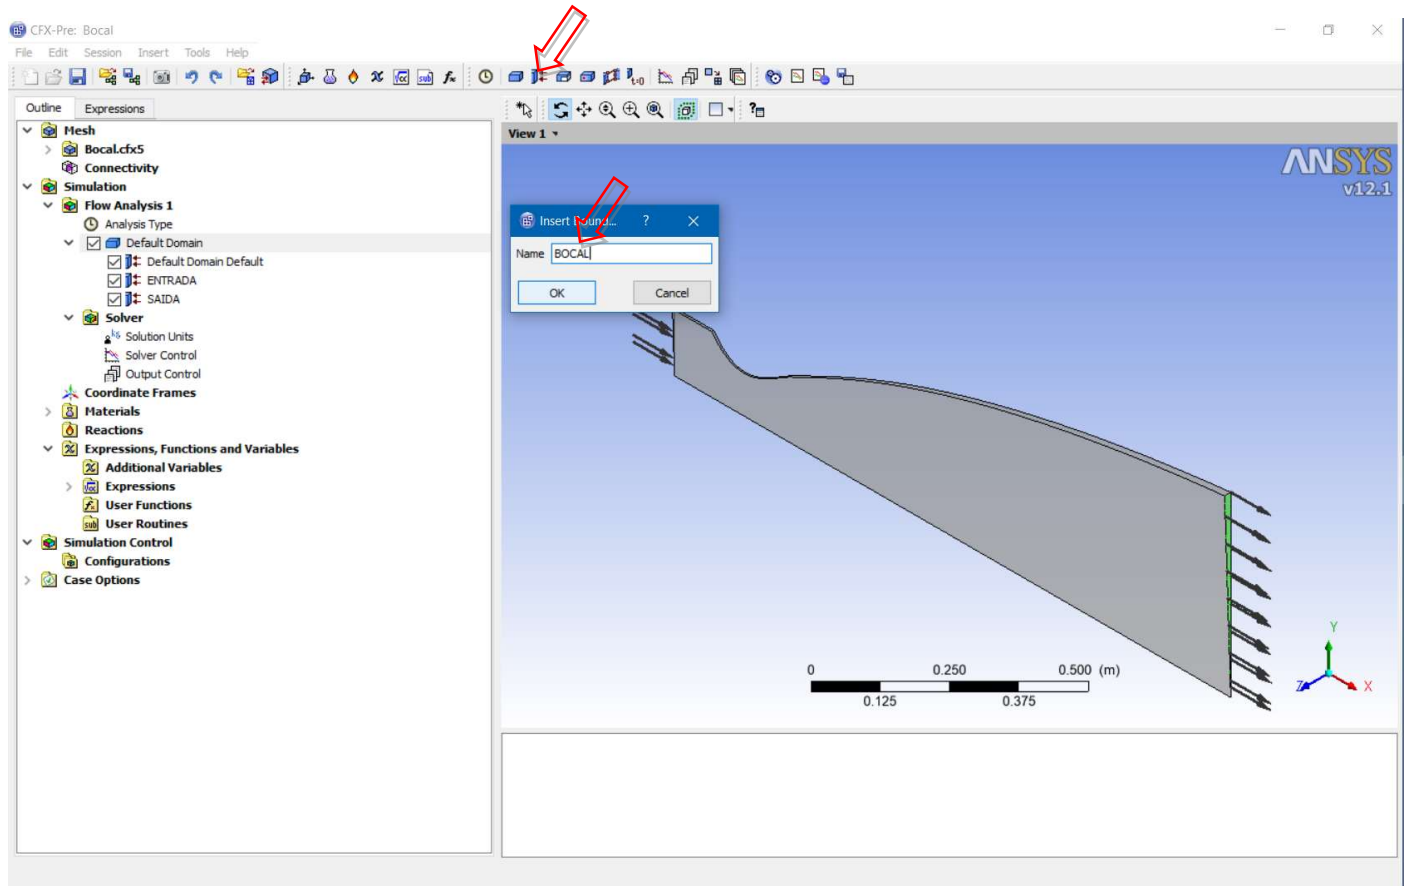 CFX-Pre: Bocal
File Edit Session Insert Tools Help
Outline Expressions
Mesh
Bocal.cfx5
Connectivity
Simulation
Flow Analysis 1
Analysis Type
Default Domain
Default Domain Default
ENTRADA
SAIDA
Solver
Solution Units
Solver Control
Output Control
Coordinate Frames
Materials
Reactions
Expressions, Functions and Variables
Additional Variables
Expressions
User Functions
User Routines
Simulation Control
Configurations
Case Options
View 1
ANSYS
v12.1
Insert Bound... ?
Name BOCAL
OK Cancel
0 0.250 0.500 (m)
0.125 0.375
Y
Z X